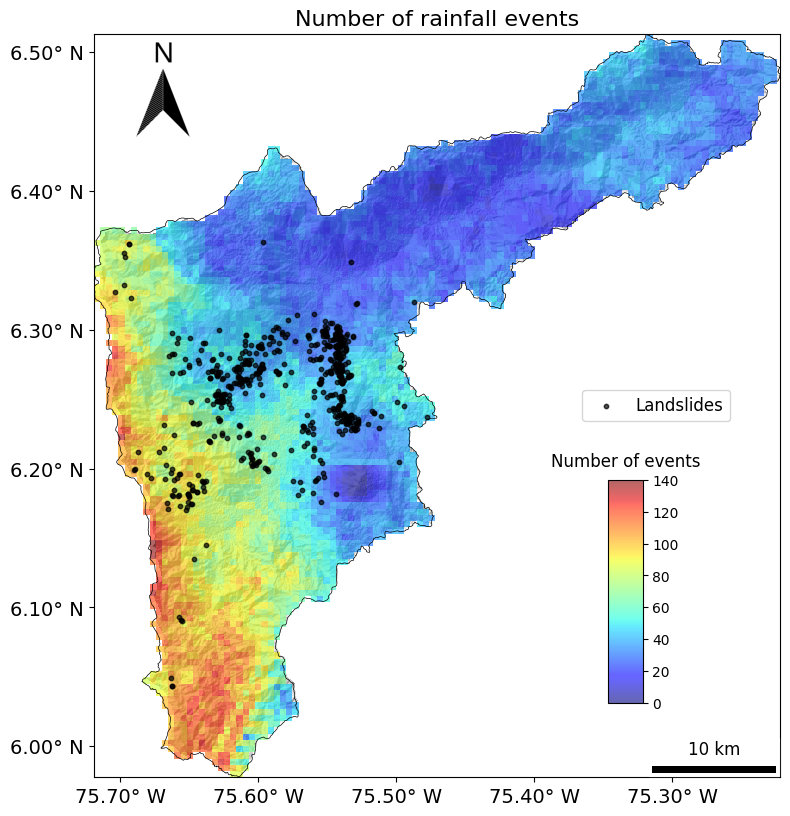 Number of rainfall events
N
6.50° N
6.40° N
6.30° N
6.20° N
6.10° N
6.00° N
Landslides
Number of events
140
120
100
80
60
40
20
0
10 km
75.70° W 75.60° W 75.50° W 75.40° W 75.30° W